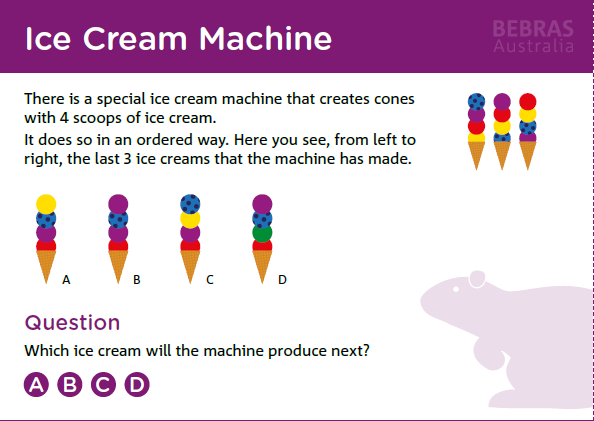 Ice Cream Machine
BEBRAS
Australia
There is a special ice cream machine that creates cones
with 4 scoops of ice cream.
It does so in an ordered way. Here you see, from left to
right, the last 3 ice creams that the machine has made.
A B C D
Question
Which ice cream will the machine produce next?
A B C D